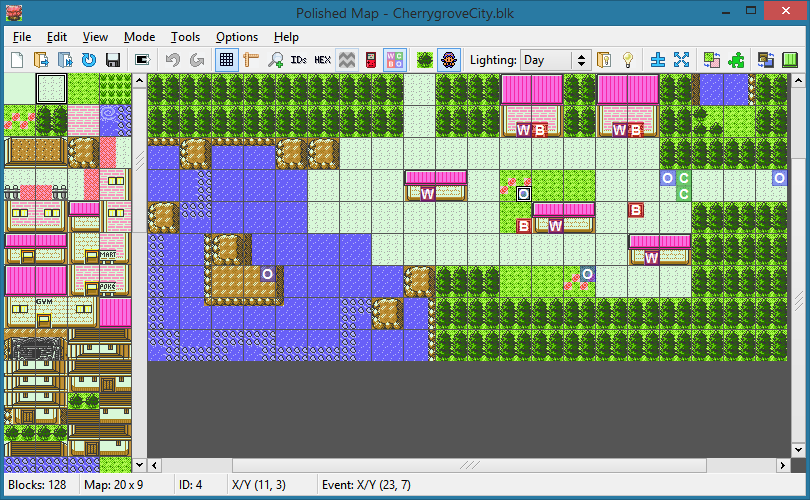 Polished Map - CherrygroveCity.blk
File Edit View Mode Tools Options Help
IDs HEX Lighting: Day
W B W B
O C O
W C
B
B W
W
O O
MART
POKé
GYM
Blocks: 128 Map: 20 x 9 ID: 4 X/Y (11, 3) Event: X/Y (23, 7)